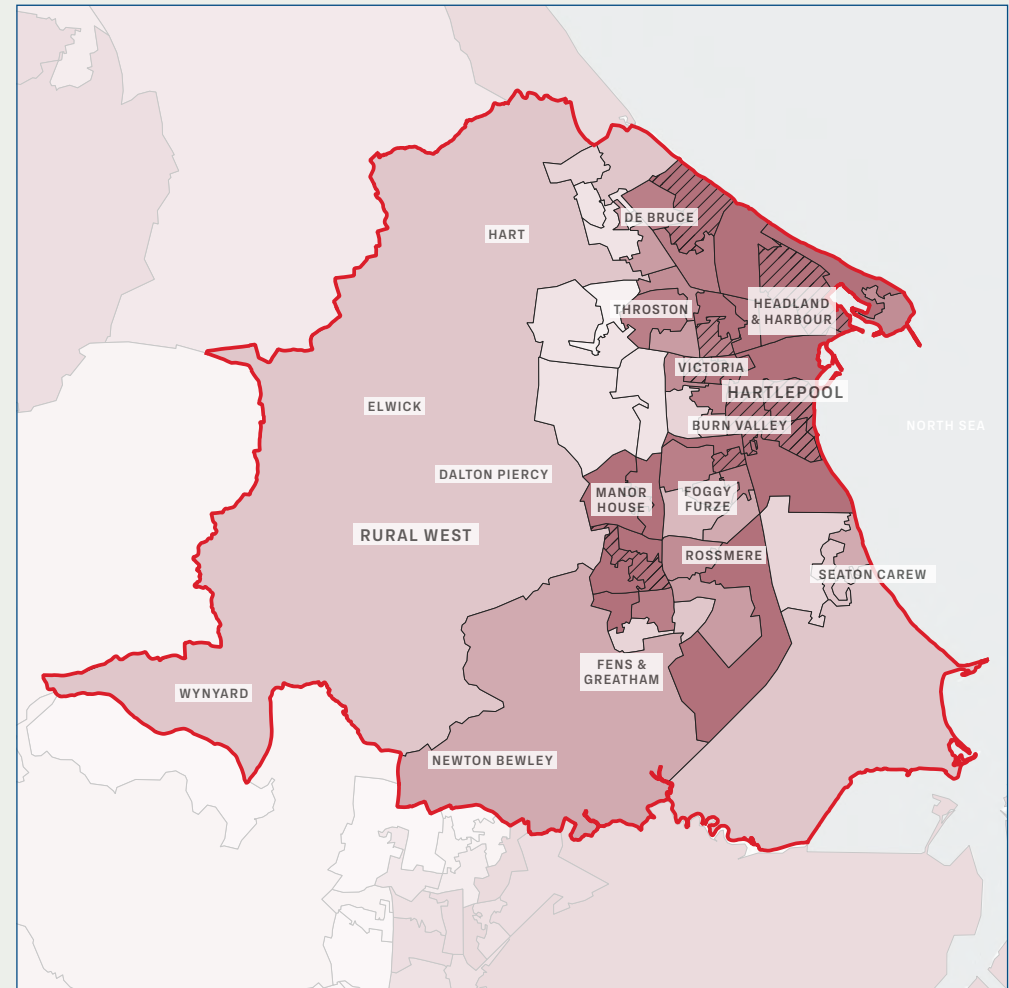 DE BRUCE
HART
HEADLAND
& HARBOUR
THROSTON
VICTORIA
HARTLEPOOL
ELWICK
BURN VALLEY
NORTH SEA
DALTON PIERCY
MANOR
HOUSE
FOGGY
FURZE
RURAL WEST
ROSSMERE
SEATON CAREW
FENS &
GREATHAM
WYNYARD
NEWTON BEWLEY